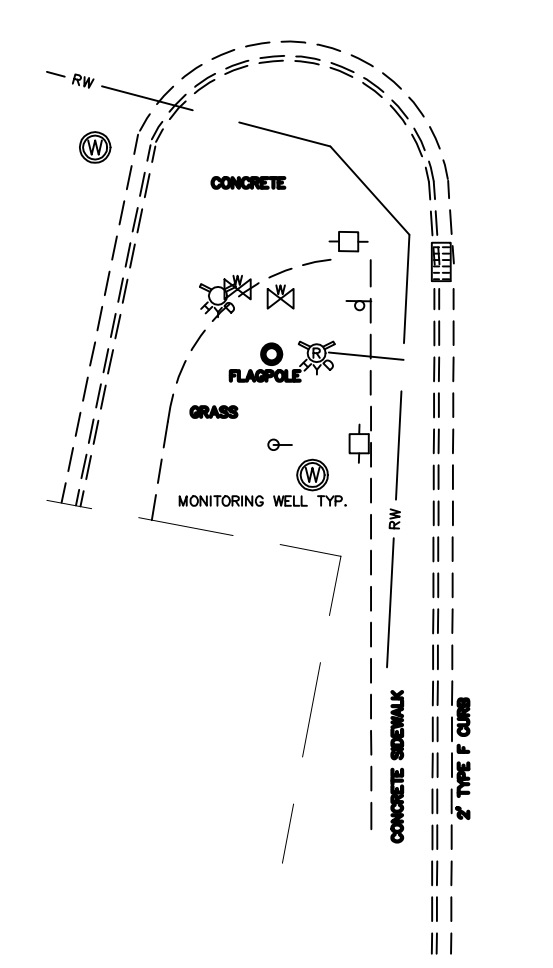 RW
W
CONCRETE
W
W
HYD
R
HYD
FLAGPOLE
GRASS
W
MONITORING WELL TYP.
RW
CONCRETE SIDEWALK
2' TYPE F CURB